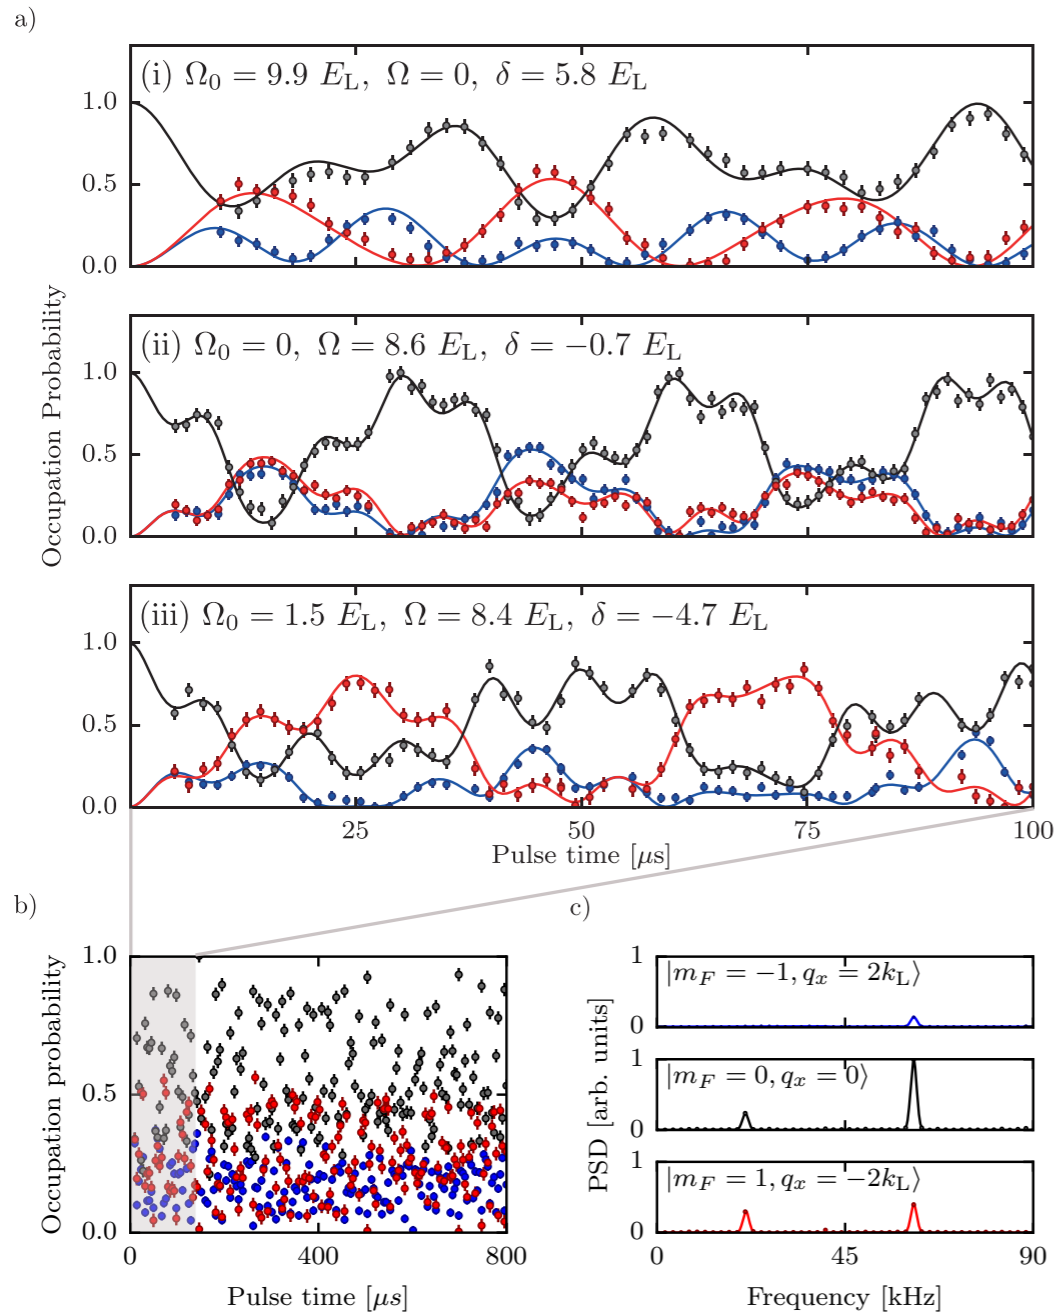 a)
(i) Ω₀ = 9.9 E_L, Ω = 0, δ = 5.8 E_L
1.0
0.5
0.0
Occupation Probability
(ii) Ω₀ = 0, Ω = 8.6 E_L, δ = −0.7 E_L
1.0
0.5
0.0
(iii) Ω₀ = 1.5 E_L, Ω = 8.4 E_L, δ = −4.7 E_L
1.0
0.5
0.0
25 50 75 100
Pulse time [μs]
b)
Occupation probability
1.0
0.5
0.0
0 400 800
Pulse time [μs]
c)
PSD [arb. units]
1
|m_F = −1, q_x = 2k_L⟩
0
1
|m_F = 0, q_x = 0⟩
0
1
|m_F = 1, q_x = −2k_L⟩
0
0 45 90
Frequency [kHz]